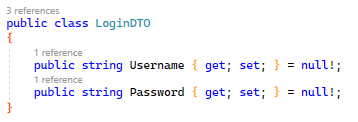 3 references
public class LoginDTO
{
1 reference
public string Username { get; set; } = null!;
1 reference
public string Password { get; set; } = null!;
}